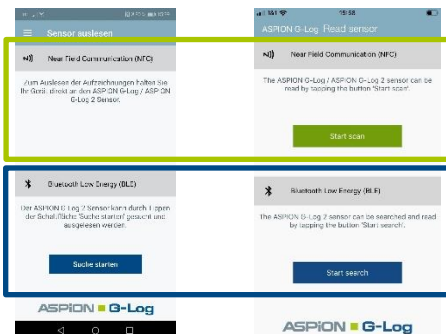 Sensor auslesen
Near Field Communication (NFC)
Zum Auslesen der Aufzeichnungen halten Sie
Ihr Gerät direkt an den ASPION G-Log / ASPION
G-Log 2 Sensor.
Bluetooth Low Energy (BLE)
Der ASPION G-Log 2 Sensor kann durch Tippen
der Schaltfläche 'Suche starten' gesucht und
ausgelesen werden.
Suche starten
ASPION G-Log
15:58
ASPION G-Log Read sensor
Near Field Communication (NFC)
The ASPION G-Log / ASPION G-Log 2 sensor can be
read by tapping the button 'Start scan'.
Start scan
Bluetooth Low Energy (BLE)
The ASPION G-Log 2 sensor can be searched and read
by tapping the button 'Start search'.
Start search
ASPION G-Log